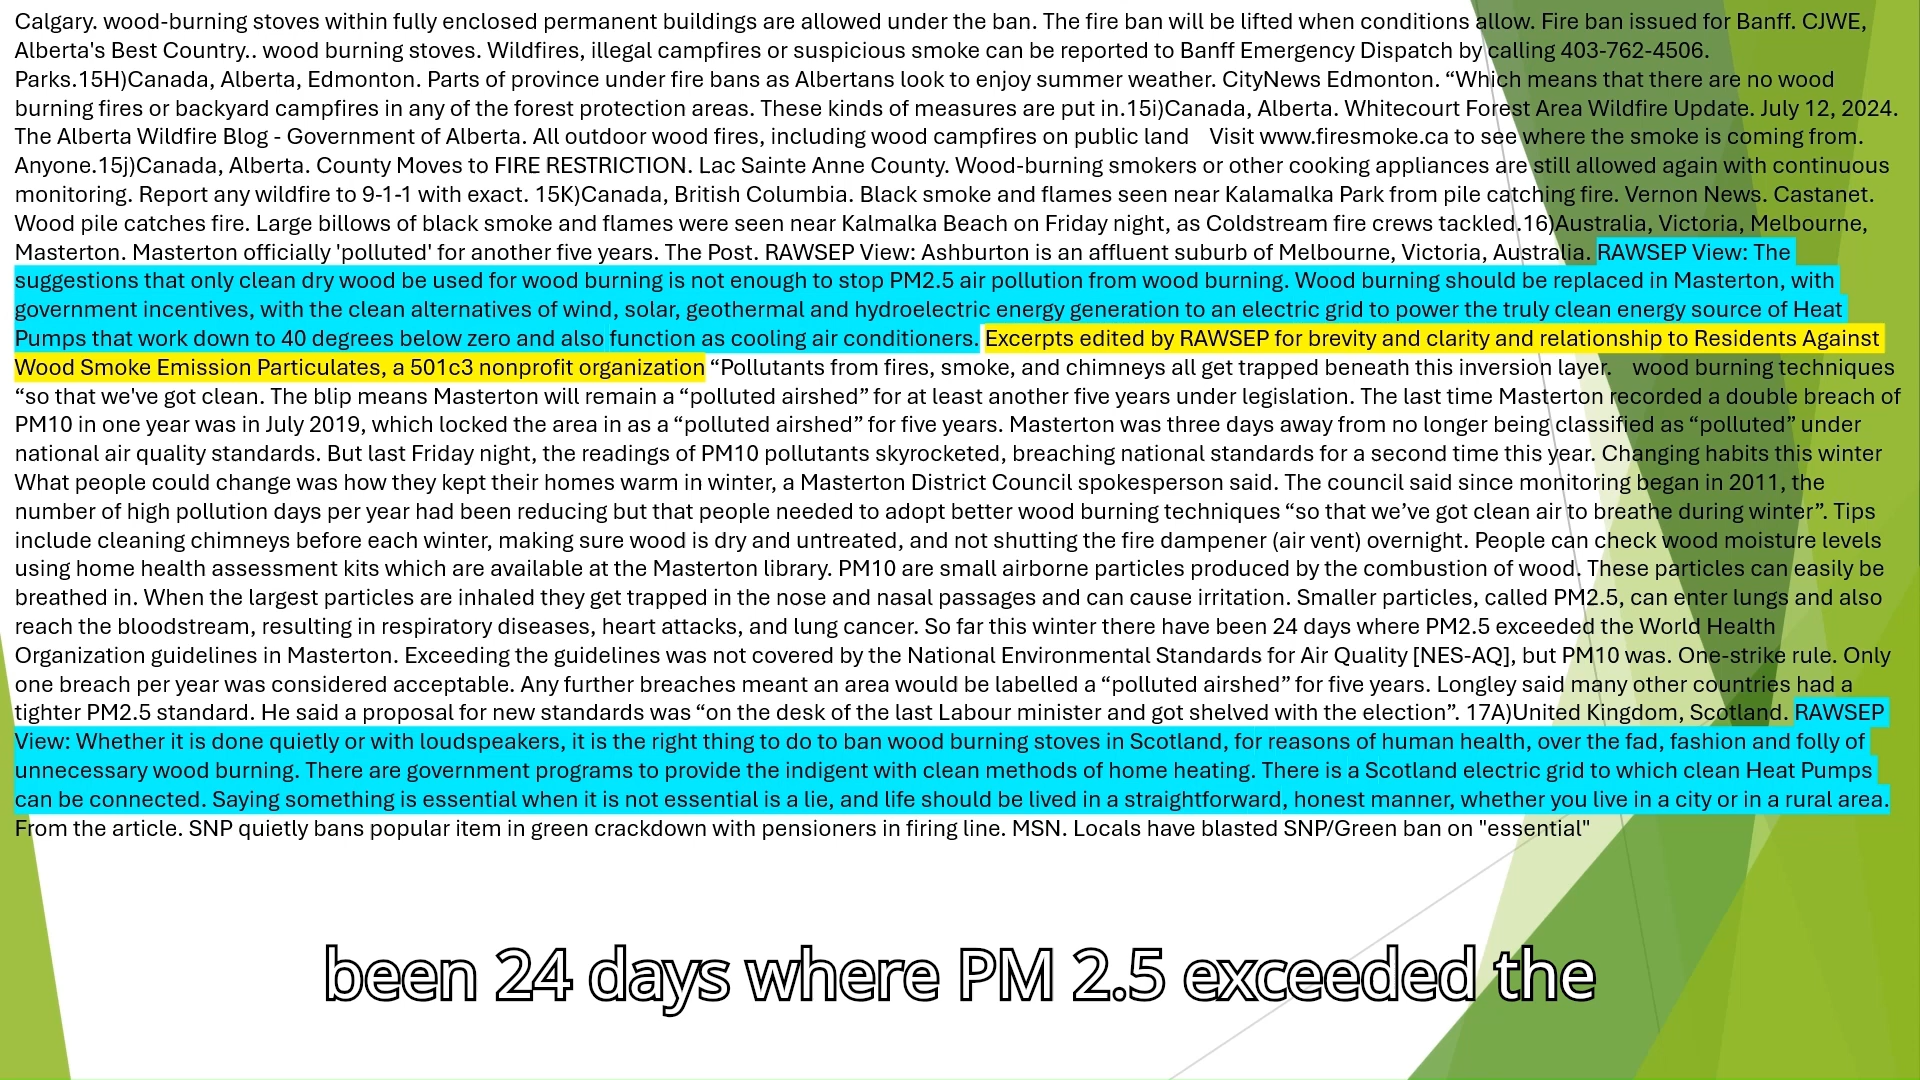 Calgary. wood-burning stoves within fully enclosed permanent buildings are allowed under the ban. The fire ban will be lifted when conditions allow. Fire ban issued for Banff. CJWE,
Alberta's Best Country.. wood burning stoves. Wildfires, illegal campfires or suspicious smoke can be reported to Banff Emergency Dispatch by calling 403-762-4506.
Parks.15H)Canada, Alberta, Edmonton. Parts of province under fire bans as Albertans look to enjoy summer weather. CityNews Edmonton. “Which means that there are no wood
burning fires or backyard campfires in any of the forest protection areas. These kinds of measures are put in.15i)Canada, Alberta. Whitecourt Forest Area Wildfire Update. July 12, 2024.
The Alberta Wildfire Blog - Government of Alberta. All outdoor wood fires, including wood campfires on public land   Visit www.firesmoke.ca to see where the smoke is coming from.
Anyone.15j)Canada, Alberta. County Moves to FIRE RESTRICTION. Lac Sainte Anne County. Wood-burning smokers or other cooking appliances are still allowed again with continuous
monitoring. Report any wildfire to 9-1-1 with exact. 15K)Canada, British Columbia. Black smoke and flames seen near Kalamalka Park from pile catching fire. Vernon News. Castanet.
Wood pile catches fire. Large billows of black smoke and flames were seen near Kalmalka Beach on Friday night, as Coldstream fire crews tackled.16)Australia, Victoria, Melbourne,
Masterton. Masterton officially 'polluted' for another five years. The Post. RAWSEP View: Ashburton is an affluent suburb of Melbourne, Victoria, Australia. RAWSEP View: The
suggestions that only clean dry wood be used for wood burning is not enough to stop PM2.5 air pollution from wood burning. Wood burning should be replaced in Masterton, with
government incentives, with the clean alternatives of wind, solar, geothermal and hydroelectric energy generation to an electric grid to power the truly clean energy source of Heat
Pumps that work down to 40 degrees below zero and also function as cooling air conditioners. Excerpts edited by RAWSEP for brevity and clarity and relationship to Residents Against
Wood Smoke Emission Particulates, a 501c3 nonprofit organization “Pollutants from fires, smoke, and chimneys all get trapped beneath this inversion layer.   wood burning techniques
“so that we've got clean. The blip means Masterton will remain a “polluted airshed” for at least another five years under legislation. The last time Masterton recorded a double breach of
PM10 in one year was in July 2019, which locked the area in as a “polluted airshed” for five years. Masterton was three days away from no longer being classified as “polluted” under
national air quality standards. But last Friday night, the readings of PM10 pollutants skyrocketed, breaching national standards for a second time this year. Changing habits this winter
What people could change was how they kept their homes warm in winter, a Masterton District Council spokesperson said. The council said since monitoring began in 2011, the
number of high pollution days per year had been reducing but that people needed to adopt better wood burning techniques “so that we’ve got clean air to breathe during winter”. Tips
include cleaning chimneys before each winter, making sure wood is dry and untreated, and not shutting the fire dampener (air vent) overnight. People can check wood moisture levels
using home health assessment kits which are available at the Masterton library. PM10 are small airborne particles produced by the combustion of wood. These particles can easily be
breathed in. When the largest particles are inhaled they get trapped in the nose and nasal passages and can cause irritation. Smaller particles, called PM2.5, can enter lungs and also
reach the bloodstream, resulting in respiratory diseases, heart attacks, and lung cancer. So far this winter there have been 24 days where PM2.5 exceeded the World Health
Organization guidelines in Masterton. Exceeding the guidelines was not covered by the National Environmental Standards for Air Quality [NES-AQ], but PM10 was. One-strike rule. Only
one breach per year was considered acceptable. Any further breaches meant an area would be labelled a “polluted airshed” for five years. Longley said many other countries had a
tighter PM2.5 standard. He said a proposal for new standards was “on the desk of the last Labour minister and got shelved with the election”. 17A)United Kingdom, Scotland. RAWSEP
View: Whether it is done quietly or with loudspeakers, it is the right thing to do to ban wood burning stoves in Scotland, for reasons of human health, over the fad, fashion and folly of
unnecessary wood burning. There are government programs to provide the indigent with clean methods of home heating. There is a Scotland electric grid to which clean Heat Pumps
can be connected. Saying something is essential when it is not essential is a lie, and life should be lived in a straightforward, honest manner, whether you live in a city or in a rural area.
From the article. SNP quietly bans popular item in green crackdown with pensioners in firing line. MSN. Locals have blasted SNP/Green ban on "essential"
been 24 days where PM 2.5 exceeded the